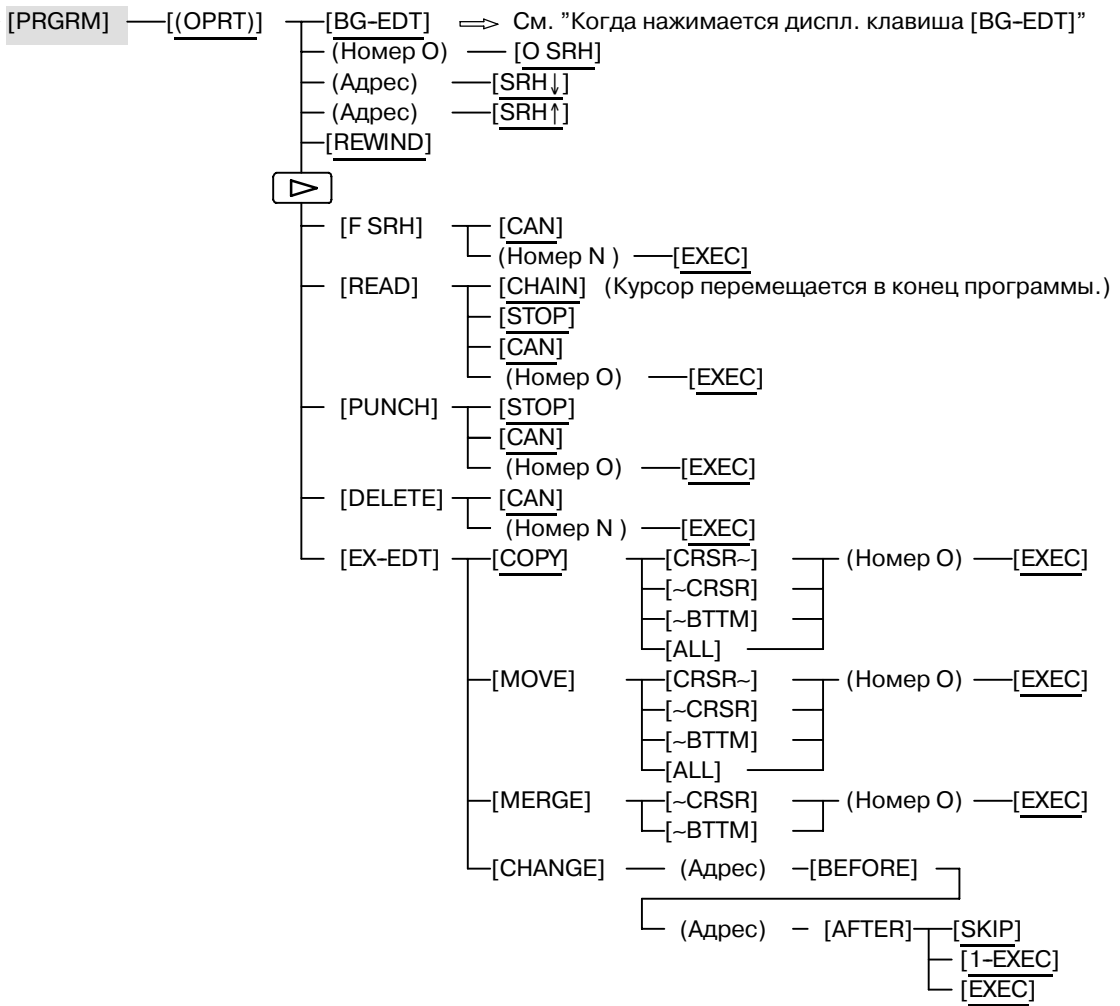 [PRGRM] [(OPRT)] [BG-EDT] ⇒ См. ”Когда нажимается диспл. клавиша [BG-EDT]”
(Номер O) [O SRH]
(Адрес) [SRH↓]
(Адрес) [SRH↑]
[REWIND]
[F SRH] [CAN]
(Номер N ) [EXEC]
[READ] [CHAIN] (Курсор перемещается в конец программы.)
[STOP]
[CAN]
(Номер O) [EXEC]
[PUNCH] [STOP]
[CAN]
(Номер O) [EXEC]
[DELETE] [CAN]
(Номер N ) [EXEC]
[EX-EDT] [COPY] [CRSR~] (Номер O) [EXEC]
[~CRSR]
[~BTTM]
[ALL]
[MOVE] [CRSR~] (Номер O) [EXEC]
[~CRSR]
[~BTTM]
[ALL]
[MERGE] [~CRSR] (Номер O) [EXEC]
[~BTTM]
[CHANGE] (Адрес) [BEFORE]
(Адрес) [AFTER] [SKIP]
[1-EXEC]
[EXEC]